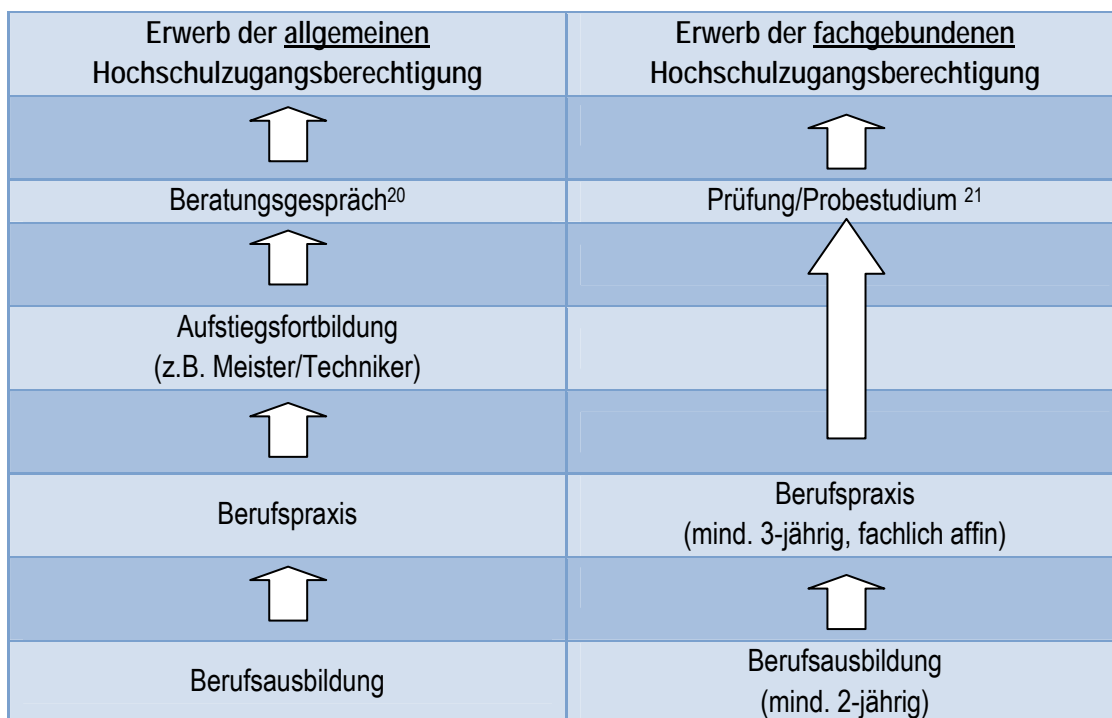 Erwerb der allgemeinen
Hochschulzugangsberechtigung
Erwerb der fachgebundenen
Hochschulzugangsberechtigung
Beratungsgespräch20
Prüfung/Probestudium 21
Aufstiegsfortbildung
(z.B. Meister/Techniker)
Berufspraxis
Berufspraxis
(mind. 3-jährig, fachlich affin)
Berufsausbildung
Berufsausbildung
(mind. 2-jährig)